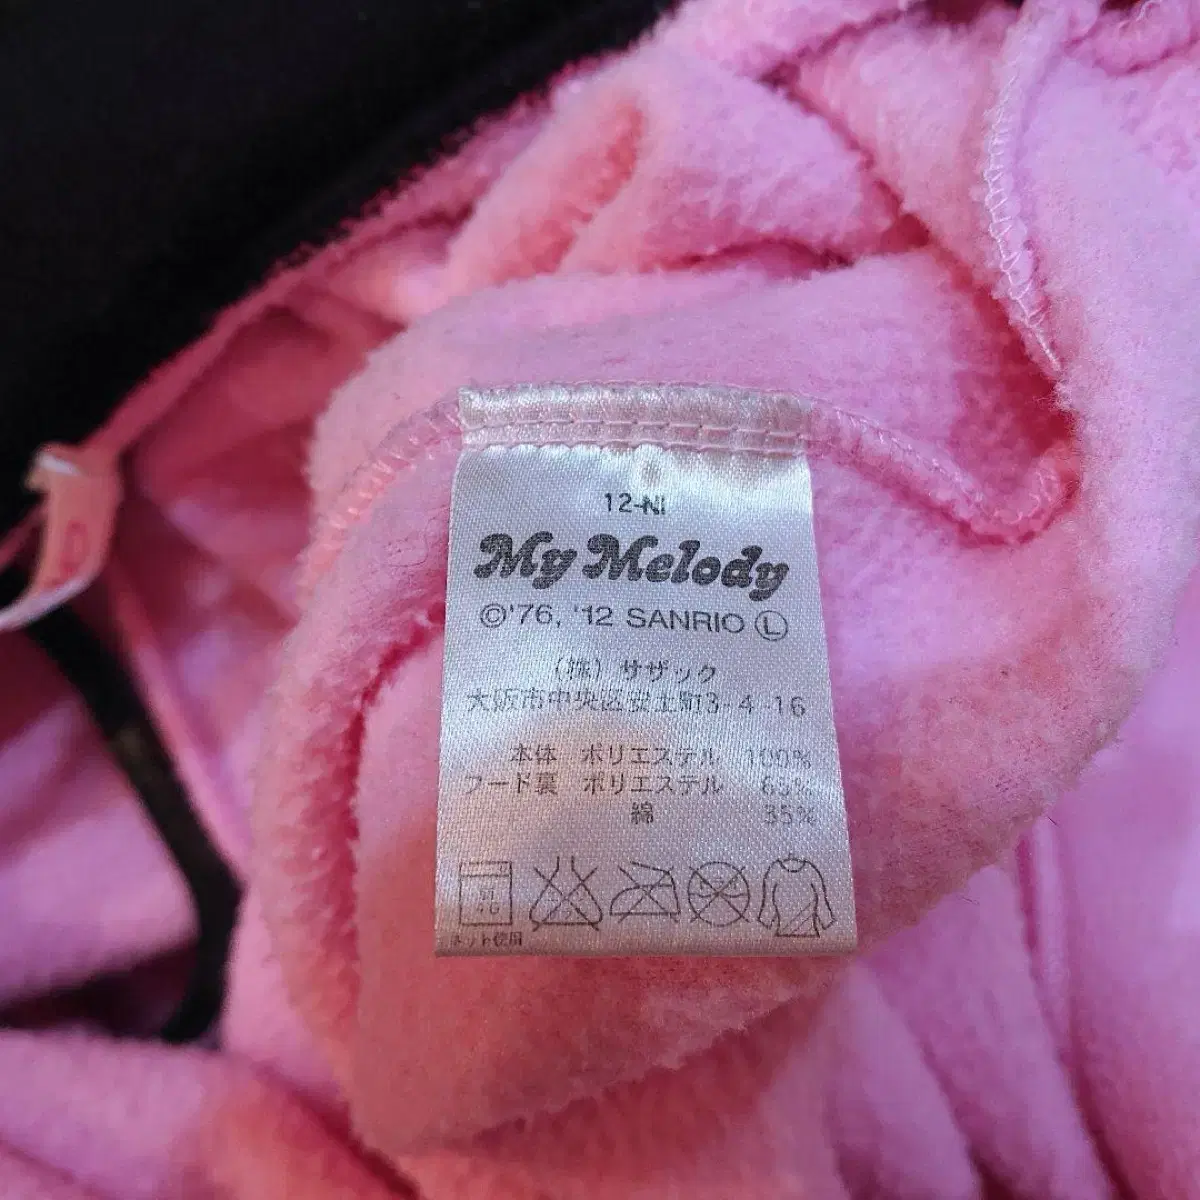 12-NI
My Melody
©'76, '12 SANRIO Ⓛ
(株) サザック
大阪市中央区安土町3-4-16
本体 ポリエステル 100%
フード裏 ポリエステル 65%
綿 35%
ネット使用